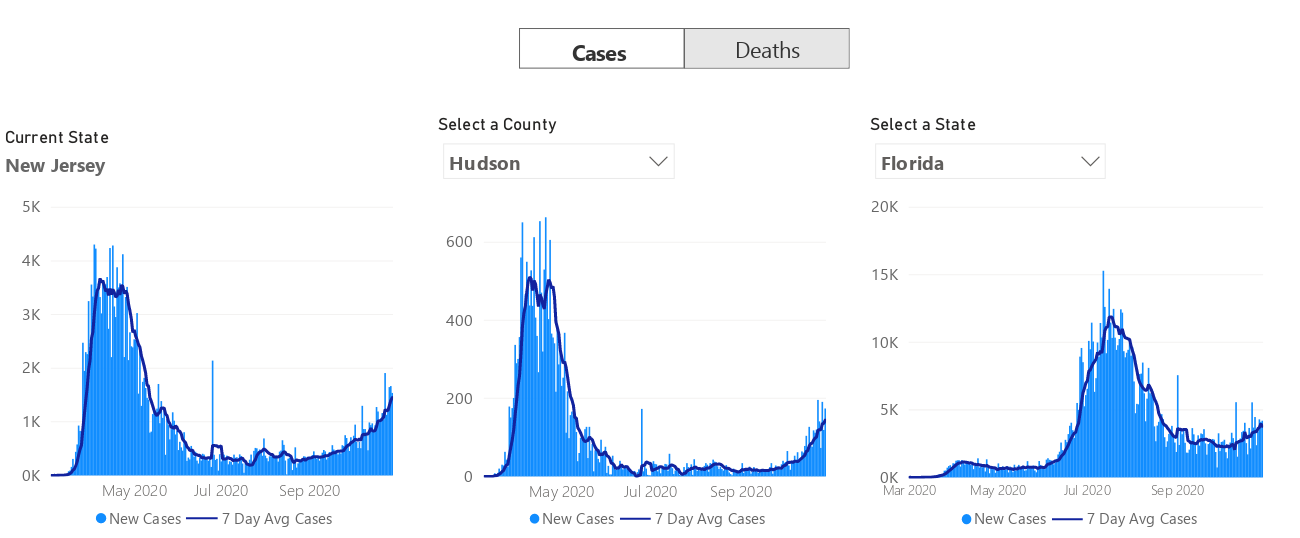 Cases Deaths
Current State
New Jersey
Select a County
Hudson
Select a State
Florida
5K
4K
3K
2K
1K
0K
May 2020 Jul 2020 Sep 2020
New Cases 7 Day Avg Cases
600
400
200
0
May 2020 Jul 2020 Sep 2020
New Cases 7 Day Avg Cases
20K
15K
10K
5K
0K
Mar 2020 May 2020 Jul 2020 Sep 2020
New Cases 7 Day Avg Cases